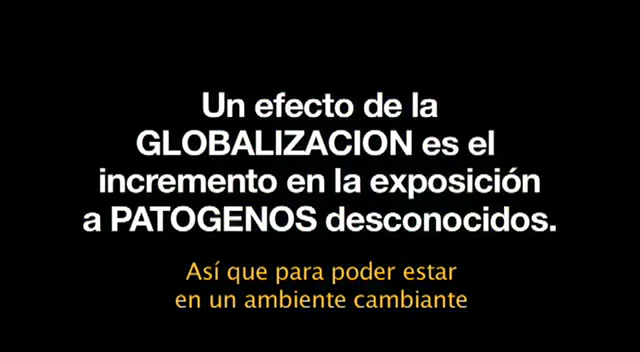 Un efecto de la
GLOBALIZACION es el
incremento en la exposición
a PATOGENOS desconocidos.
Así que para poder estar
en un ambiente cambiante